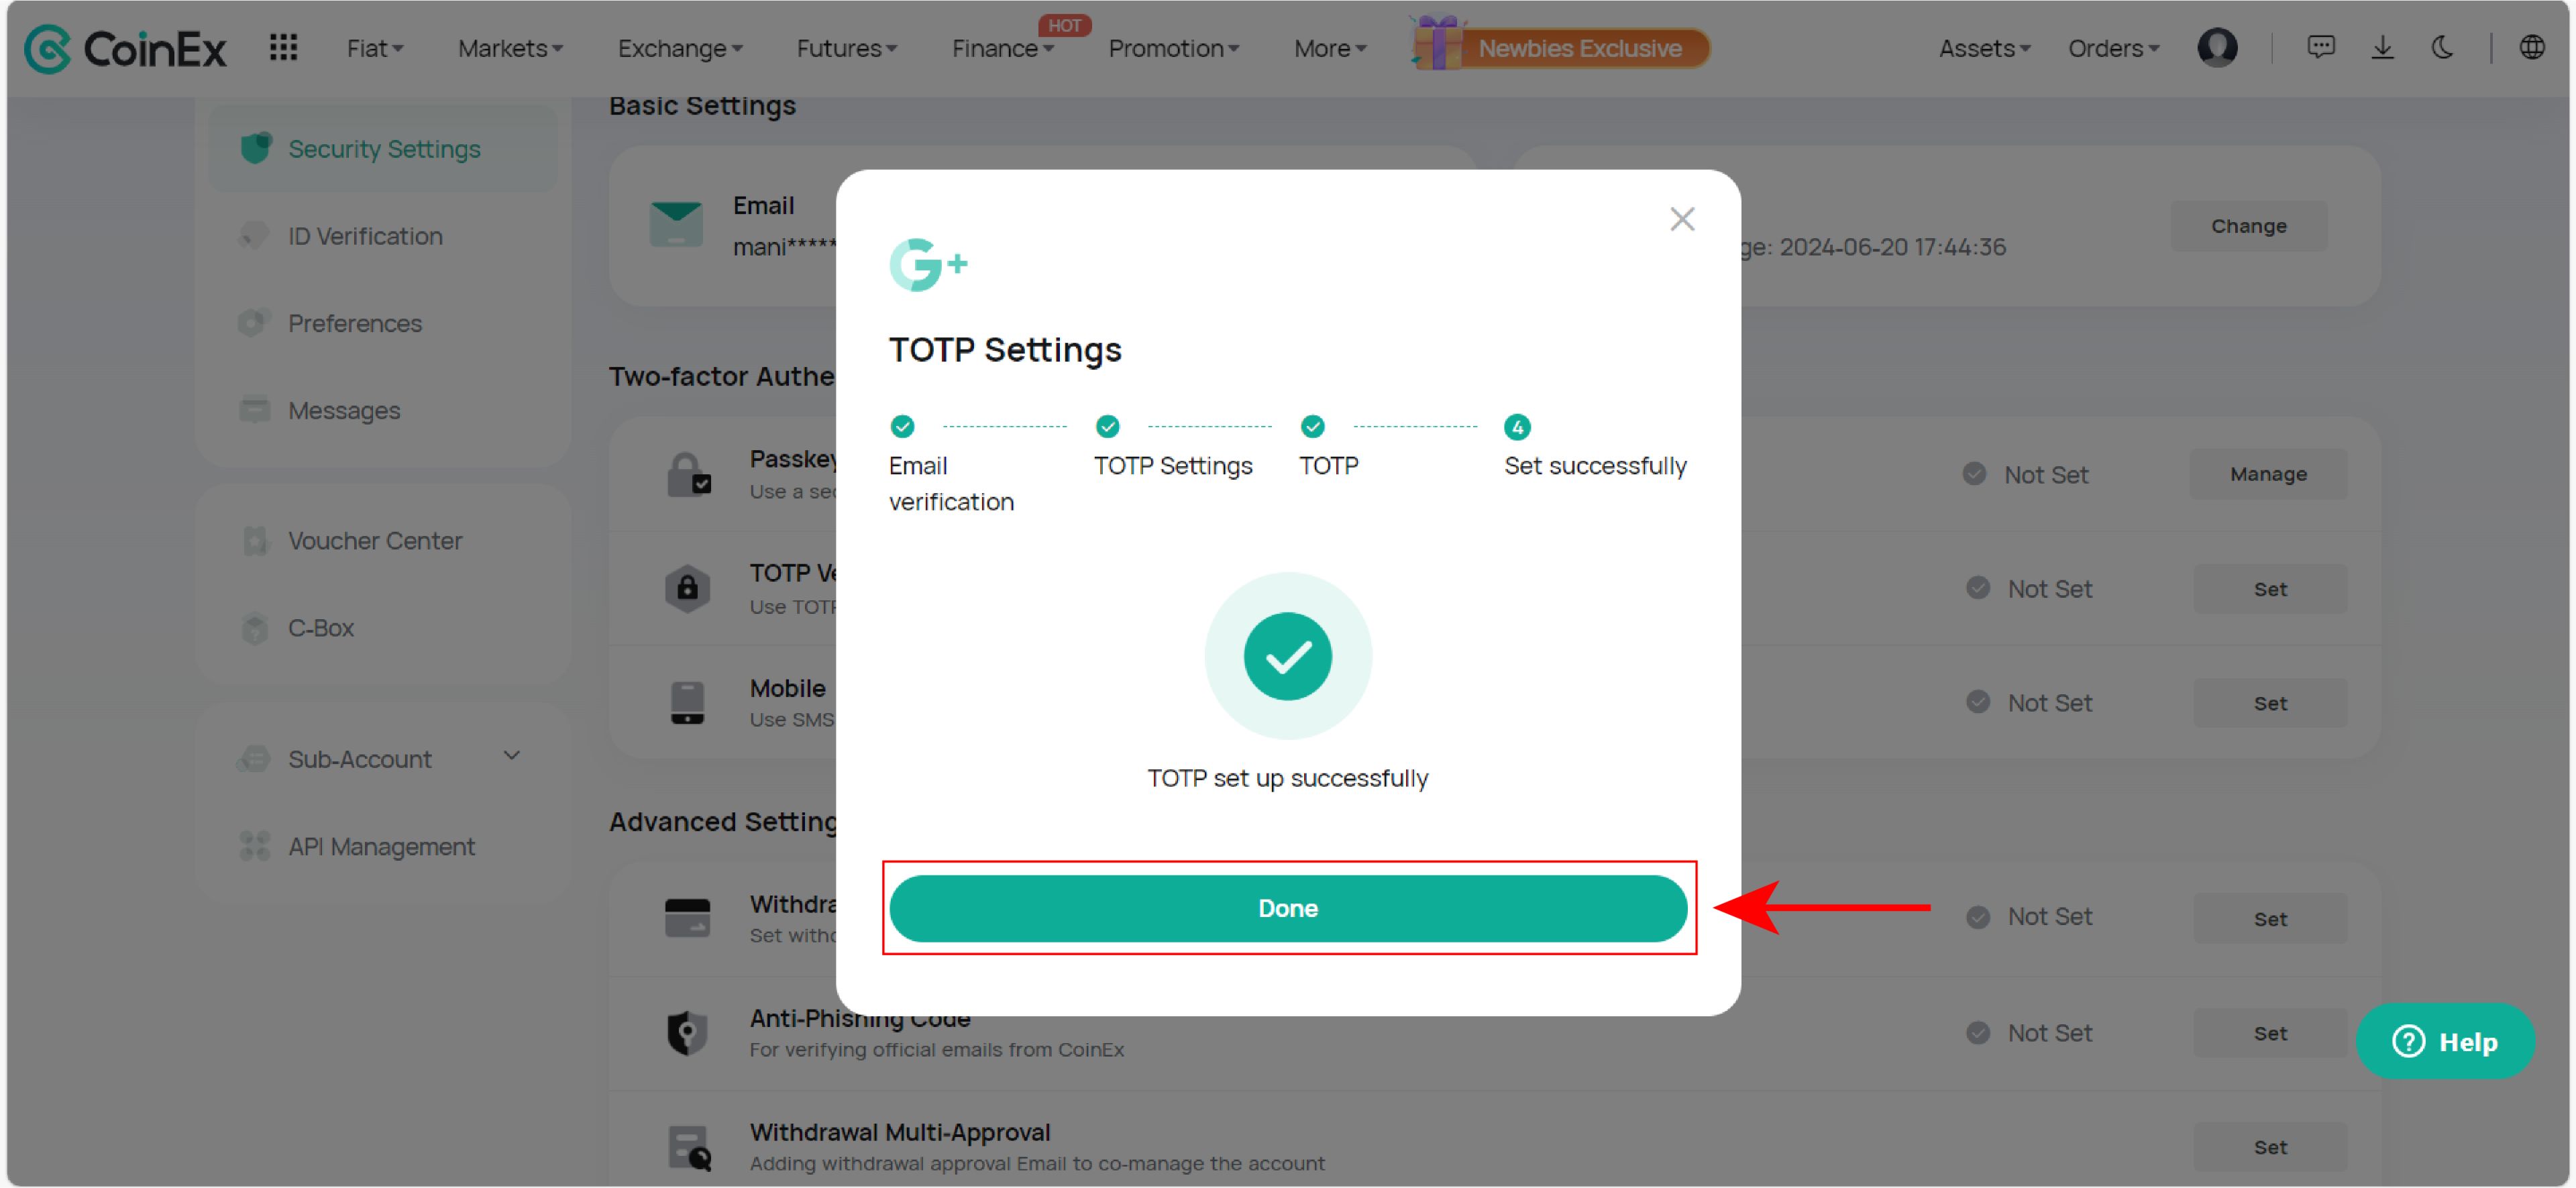 CoinEx Fiat Markets Exchange Futures Finance HOT Promotion More Newbies Exclusive Assets Orders
Basic Settings
Security Settings
ID Verification
Preferences
Messages
Voucher Center
C-Box
Sub-Account
API Management
Email
mani*****
ge: 2024-06-20 17:44:36
Change
Two-factor Authe
Passkey
Use a sec
Not Set
Manage
TOTP Ve
Use TOTP
Not Set
Set
Mobile
Use SMS
Not Set
Set
Advanced Setting
Withdra
Set withd
Not Set
Set
Anti-Phishing Code
For verifying official emails from CoinEx
Not Set
Set
Withdrawal Multi-Approval
Adding withdrawal approval Email to co-manage the account
Set
G+
TOTP Settings
Email
verification
TOTP Settings
TOTP
4
Set successfully
TOTP set up successfully
Done
? Help